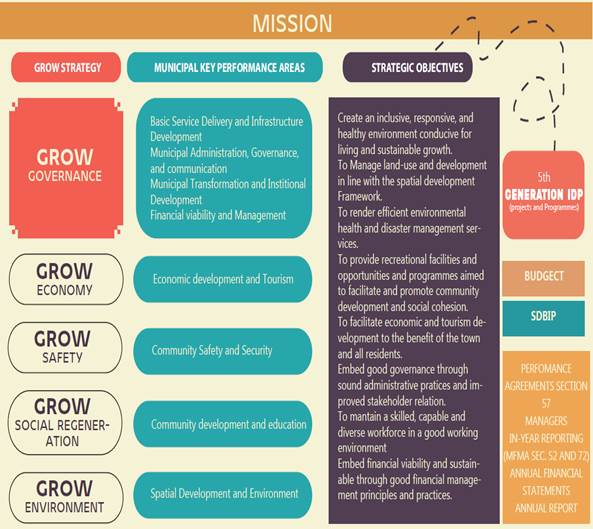 MISSION
GROW STRATEGY
MUNICIPAL KEY PERFORMANCE AREAS
STRATEGIC OBJECTIVES
GROW
GOVERNANCE
Basic Service Delivery and Infrastructure
Development
Municipal Administration, Governance,
and communication
Municipal Transformation and Institional
Development
Financial viability and Management
GROW
ECONOMY
Economic development and Tourism
GROW
SAFETY
Community Safety and Security
GROW
SOCIAL REGENER-
ATION
Community development and education
GROW
ENVIRONMENT
Spatial Development and Environment
Create an inclusive, responsive, and
healthy environment conducive for
living and sustainable growth.
To Manage land-use and development
in line with the spatial development
Framework.
To render efficient environmental
health and disaster management ser-
vices.
To provide recreational facilities and
opportunities and programmes aimed
to facilitate and promote community
development and social cohesion.
To facilitate economic and tourism de-
velopment to the benefit of the town
and all residents.
Embed good governance through
sound administrative pratices and im-
proved stakeholder relation.
To mantain a skilled, capable and
diverse workforce in a good working
environment
Embed financial viability and sustain-
able through good financial manage-
ment principles and practices.
5th
GENERATION IDP
(projects and Programmes)
BUDGECT
SDBIP
PERFOMANCE
AGREEMENTS SECTION
57
MANAGERS
IN-YEAR REPORTING
(MFMA SEC. 52 AND 72)
ANNUAL FINANCIAL
STATEMENTS
ANNUAL REPORT